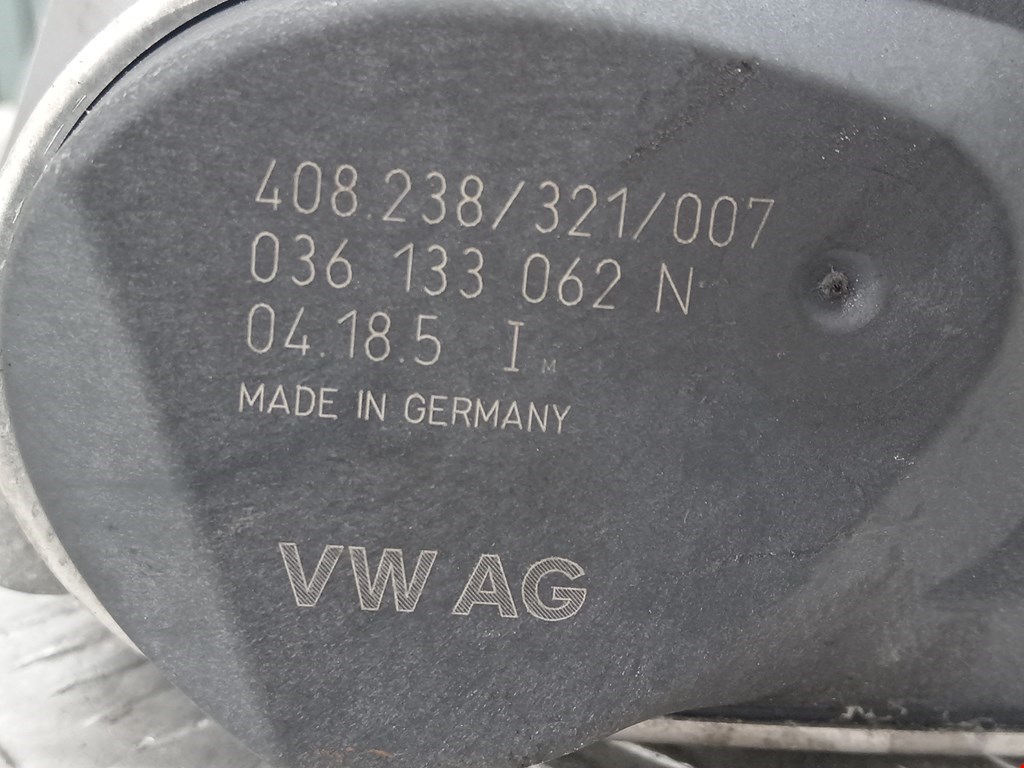 408.238/321/007
036 133 062 N
04.18.5 I M
MADE IN GERMANY
VW AG